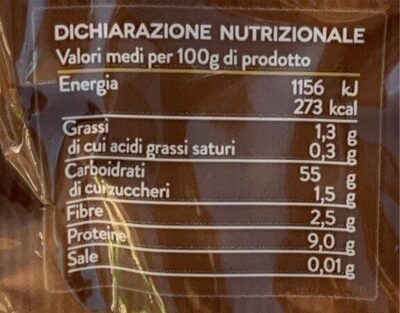 DICHIARAZIONE NUTRIZIONALE
Valori medi per 100g di prodotto
Energia 1156 kJ
273 kcal
Grassi 1,3 g
di cui acidi grassi saturi 0,3 g
Carboidrati 55 g
di cui zuccheri 1,5 g
Fibre 2,5 g
Proteine 9,0 g
Sale 0,01 g